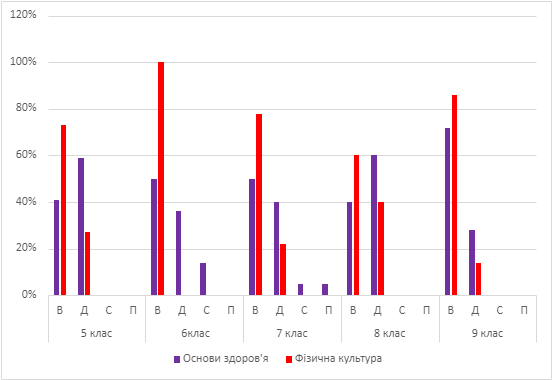 120%
100%
80%
60%
40%
20%
0%
В Д С П В Д С П В Д С П В Д С П В Д С П
5 клас 6клас 7 клас 8 клас 9 клас
Основи здоров'я Фізична культура